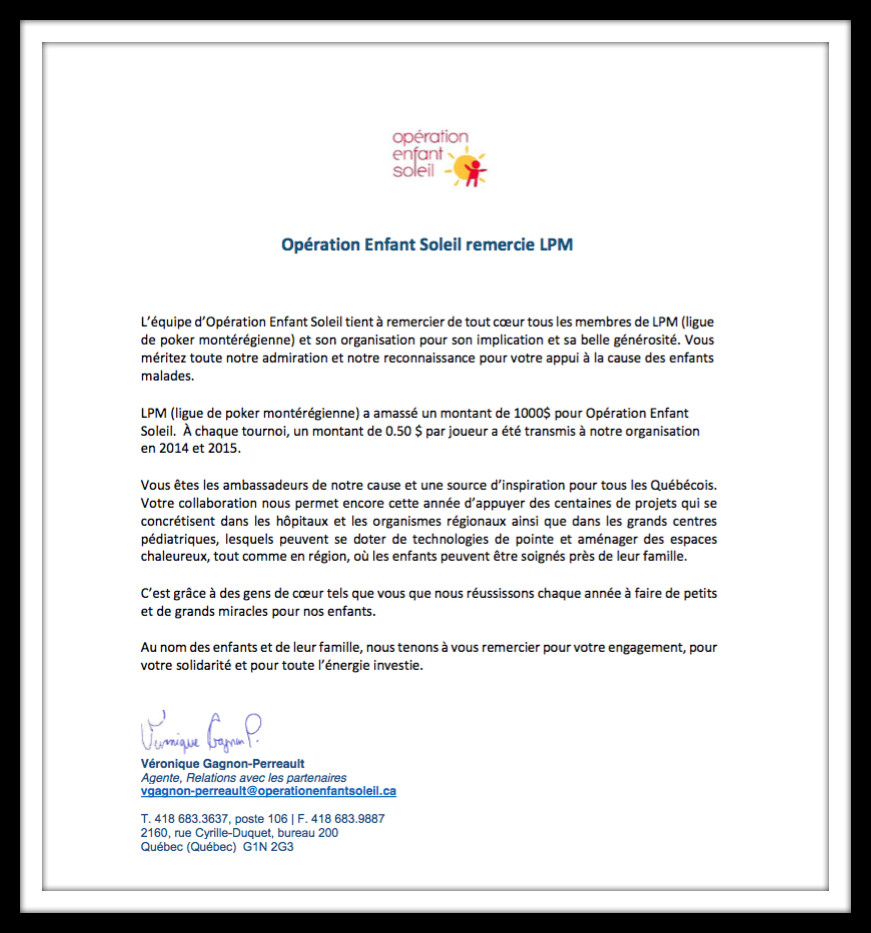 opération
enfant
soleil
Opération Enfant Soleil remercie LPM
L'équipe d'Opération Enfant Soleil tient à remercier de tout cœur tous les membres de LPM (ligue
de poker montérégienne) et son organisation pour son implication et sa belle générosité. Vous
méritez toute notre admiration et notre reconnaissance pour votre appui à la cause des enfants
malades.
LPM (ligue de poker montérégienne) a amassé un montant de 1000$ pour Opération Enfant
Soleil. À chaque tournoi, un montant de 0.50 $ par joueur a été transmis à notre organisation
en 2014 et 2015.
Vous êtes les ambassadeurs de notre cause et une source d'inspiration pour tous les Québécois.
Votre collaboration nous permet encore cette année d'appuyer des centaines de projets qui se
concrétisent dans les hôpitaux et les organismes régionaux ainsi que dans les grands centres
pédiatriques, lesquels peuvent se doter de technologies de pointe et aménager des espaces
chaleureux, tout comme en région, où les enfants peuvent être soignés près de leur famille.
C'est grâce à des gens de cœur tels que vous que nous réussissons chaque année à faire de petits
et de grands miracles pour nos enfants.
Au nom des enfants et de leur famille, nous tenons à vous remercier pour votre engagement, pour
votre solidarité et pour toute l'énergie investie.
Véronique Gagnon P.
Véronique Gagnon-Perreault
Agente, Relations avec les partenaires
vgagnon-perreault@operationenfantsoleil.ca
T. 418 683.3637, poste 106 | F. 418 683.9887
2160, rue Cyrille-Duquet, bureau 200
Québec (Québec) G1N 2G3